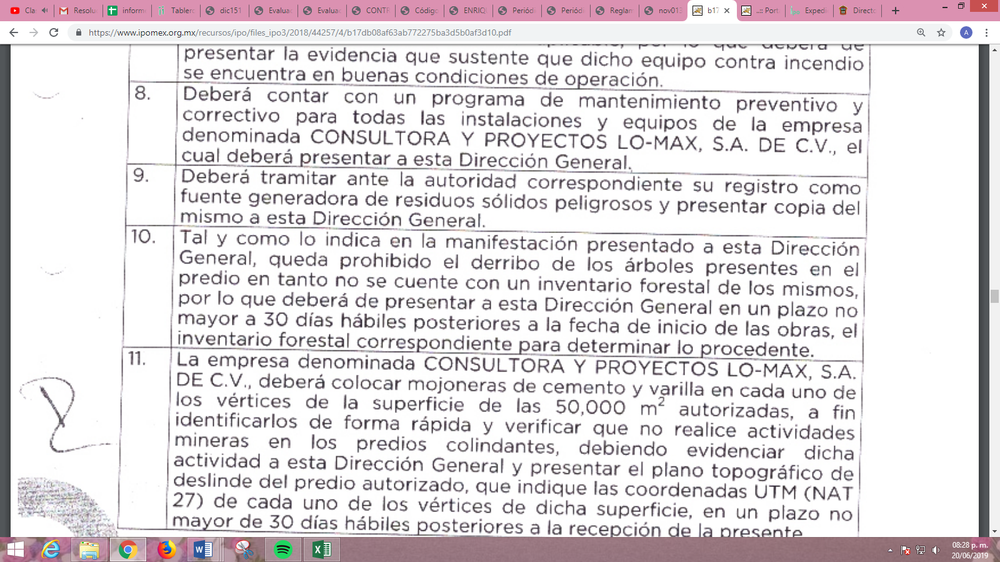 Cla
Resolu
inform
Tablero
dic151
Evaluac
Evaluac
CONTR
Código
ENRIQU
Periódi
Periódi
Reglam
nov013
b17
..:: Port
Expedi
Directo
https://www.ipomex.org.mx/recursos/ipo/files_ipo3/2018/44257/4/b17db08af63ab772275ba3d5b0af3d10.pdf
A
presentar la evidencia que sustente que dicho equipo contra incendio
se encuentra en buenas condiciones de operación.
8. Deberá contar con un programa de mantenimiento preventivo y
correctivo para todas las instalaciones y equipos de la empresa
denominada CONSULTORA Y PROYECTOS LO-MAX, S.A. DE C.V., el
cual deberá presentar a esta Dirección General.
9. Deberá tramitar ante la autoridad correspondiente su registro como
fuente generadora de residuos sólidos peligrosos y presentar copia del
mismo a esta Dirección General.
10. Tal y como lo indica en la manifestación presentado a esta Dirección
General, queda prohibido el derribo de los árboles presentes en el
predio en tanto no se cuente con un inventario forestal de los mismos,
por lo que deberá de presentar a esta Dirección General en un plazo no
mayor a 30 días hábiles posteriores a la fecha de inicio de las obras, el
inventario forestal correspondiente para determinar lo procedente.
11. La empresa denominada CONSULTORA Y PROYECTOS LO-MAX, S.A.
DE C.V., deberá colocar mojoneras de cemento y varilla en cada uno de
los vértices de la superficie de las 50,000 m² autorizadas, a fin
identificarlos de forma rápida y verificar que no realice actividades
mineras en los predios colindantes, debiendo evidenciar dicha
actividad a esta Dirección General y presentar el plano topográfico de
deslinde del predio autorizado, que indique las coordenadas UTM (NAT
27) de cada uno de los vértices de dicha superficie, en un plazo no
mayor de 30 días hábiles posteriores a la recepción de la presente
08:28 p. m.
20/06/2019